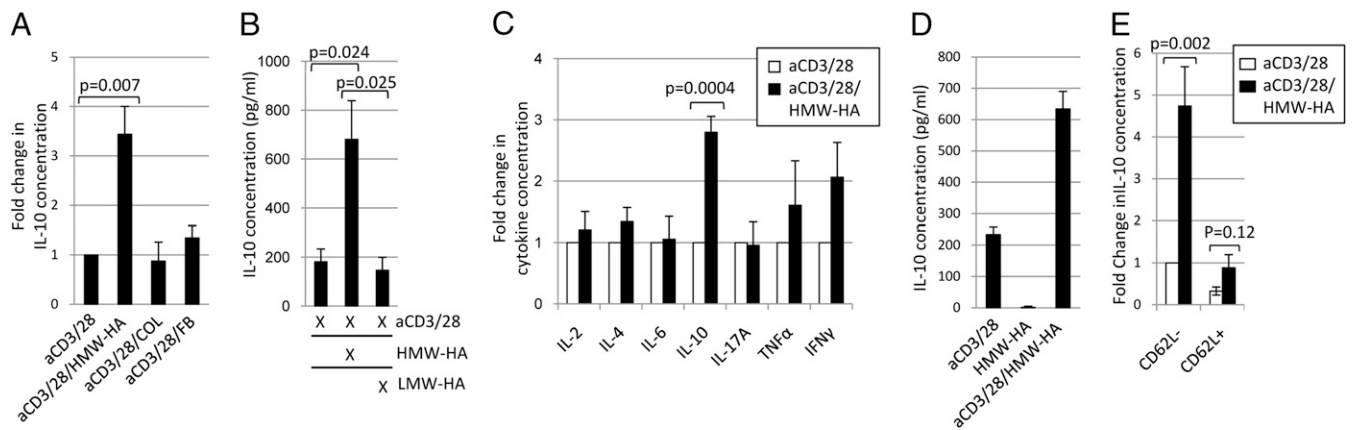 A
Fold change in
IL-10 concentration
5
4
3
2
1
0
p=0.007
aCD3/28
aCD3/28/HMW-HA
aCD3/28/COL
aCD3/28/FB
B
IL-10 concentration (pg/ml)
1000
800
600
400
200
0
p=0.024
p=0.025
X X X aCD3/28
X HMW-HA
X LMW-HA
C
Fold change in
cytokine concentration
4
3
2
1
0
p=0.0004
aCD3/28
aCD3/28/
HMW-HA
IL-2
IL-4
IL-6
IL-10
IL-17A
TNFα
IFNγ
D
IL-10 concentration (pg/ml)
800
700
600
500
400
300
200
100
0
aCD3/28
HMW-HA
aCD3/28/HMW-HA
E
Fold Change inIL-10 concentration
6
5
4
3
2
1
0
p=0.002
P=0.12
aCD3/28
aCD3/28/
HMW-HA
CD62L-
CD62L+